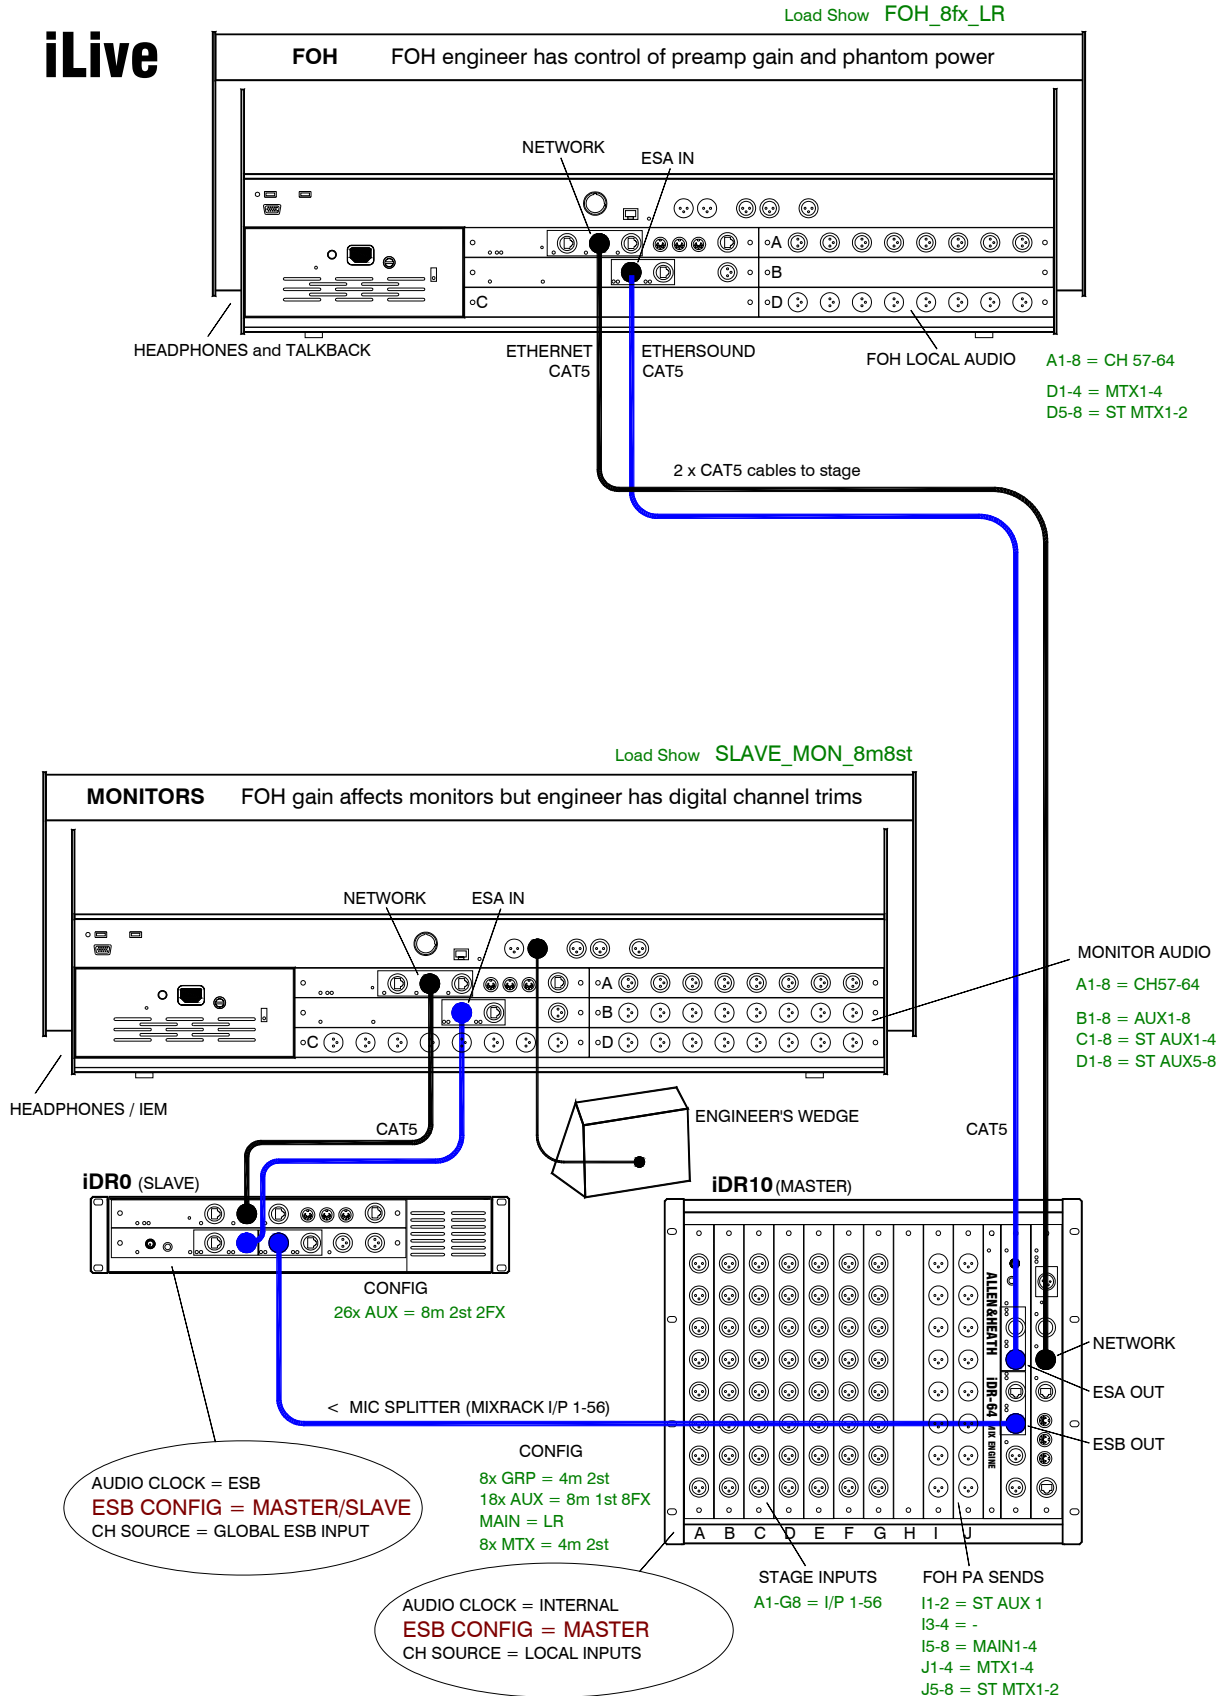 Load Show FOH_8fx_LR
iLive
FOH FOH engineer has control of preamp gain and phantom power
NETWORK
ESA IN
A
B
C
D
HEADPHONES and TALKBACK
ETHERNET
CAT5
ETHERSOUND
CAT5
FOH LOCAL AUDIO
A1-8 = CH 57-64
D1-4 = MTX1-4
D5-8 = ST MTX1-2
2 x CAT5 cables to stage
Load Show SLAVE_MON_8m8st
MONITORS FOH gain affects monitors but engineer has digital channel trims
NETWORK
ESA IN
A
B
C
D
MONITOR AUDIO
A1-8 = CH57-64
B1-8 = AUX1-8
C1-8 = ST AUX1-4
D1-8 = ST AUX5-8
HEADPHONES / IEM
CAT5
ENGINEER'S WEDGE
CAT5
iDR0 (SLAVE)
iDR10 (MASTER)
CONFIG
26x AUX = 8m 2st 2FX
ALLEN&HEATH
iDR-64 MIX ENGINE
NETWORK
ESA OUT
ESB OUT
< MIC SPLITTER (MIXRACK I/P 1-56)
AUDIO CLOCK = ESB
ESB CONFIG = MASTER/SLAVE
CH SOURCE = GLOBAL ESB INPUT
CONFIG
8x GRP = 4m 2st
18x AUX = 8m 1st 8FX
MAIN = LR
8x MTX = 4m 2st
A B C D E F G H I J
AUDIO CLOCK = INTERNAL
ESB CONFIG = MASTER
CH SOURCE = LOCAL INPUTS
STAGE INPUTS
A1-G8 = I/P 1-56
FOH PA SENDS
I1-2 = ST AUX 1
I3-4 = -
I5-8 = MAIN1-4
J1-4 = MTX1-4
J5-8 = ST MTX1-2